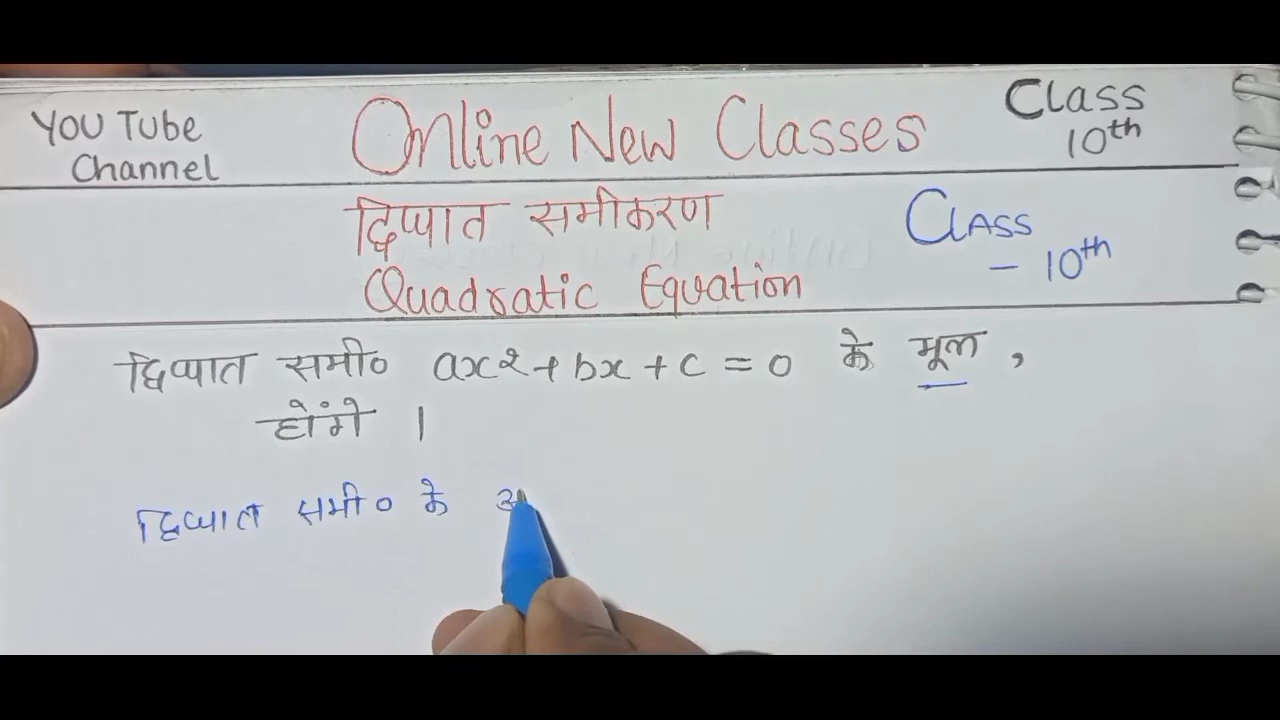 YOU TUBE Channel
Online New Classes
Class 10th
द्विघात समीकरण
Quadratic Equation
CLASS - 10th
द्विघात समी० ax2+bx+c=0 के मूल ,
होंगे ।
द्विघात समी० के अ